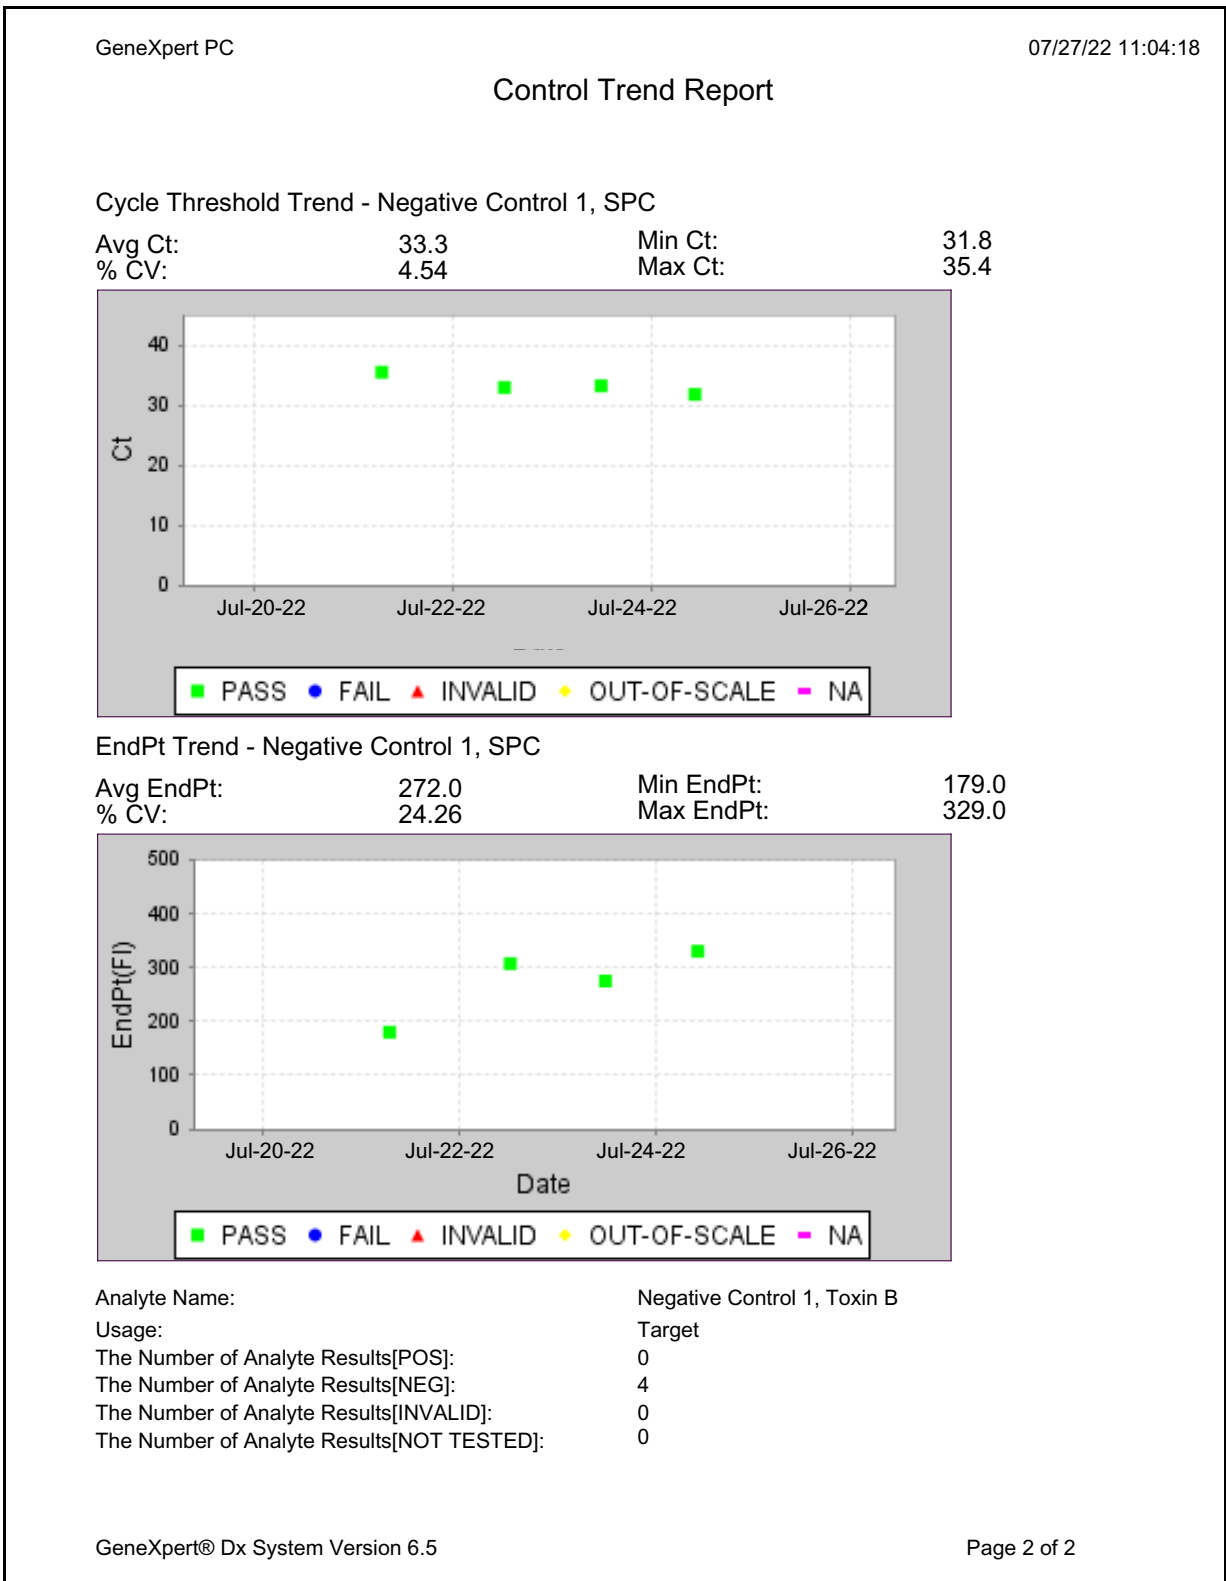 GeneXpert PC 07/27/22 11:04:18
Control Trend Report
Cycle Threshold Trend - Negative Control 1, SPC
Avg Ct: 33.3 Min Ct: 31.8
% CV: 4.54 Max Ct: 35.4
40
30
20
10
0
Ct
Jul-20-22 Jul-22-22 Jul-24-22 Jul-26-22
PASS FAIL INVALID OUT-OF-SCALE NA
EndPt Trend - Negative Control 1, SPC
Avg EndPt: 272.0 Min EndPt: 179.0
% CV: 24.26 Max EndPt: 329.0
500
400
300
200
100
0
EndPt(Fl)
Jul-20-22 Jul-22-22 Jul-24-22 Jul-26-22
Date
PASS FAIL INVALID OUT-OF-SCALE NA
Analyte Name: Negative Control 1, Toxin B
Usage: Target
The Number of Analyte Results[POS]: 0
The Number of Analyte Results[NEG]: 4
The Number of Analyte Results[INVALID]: 0
The Number of Analyte Results[NOT TESTED]: 0
GeneXpert® Dx System Version 6.5 Page 2 of 2